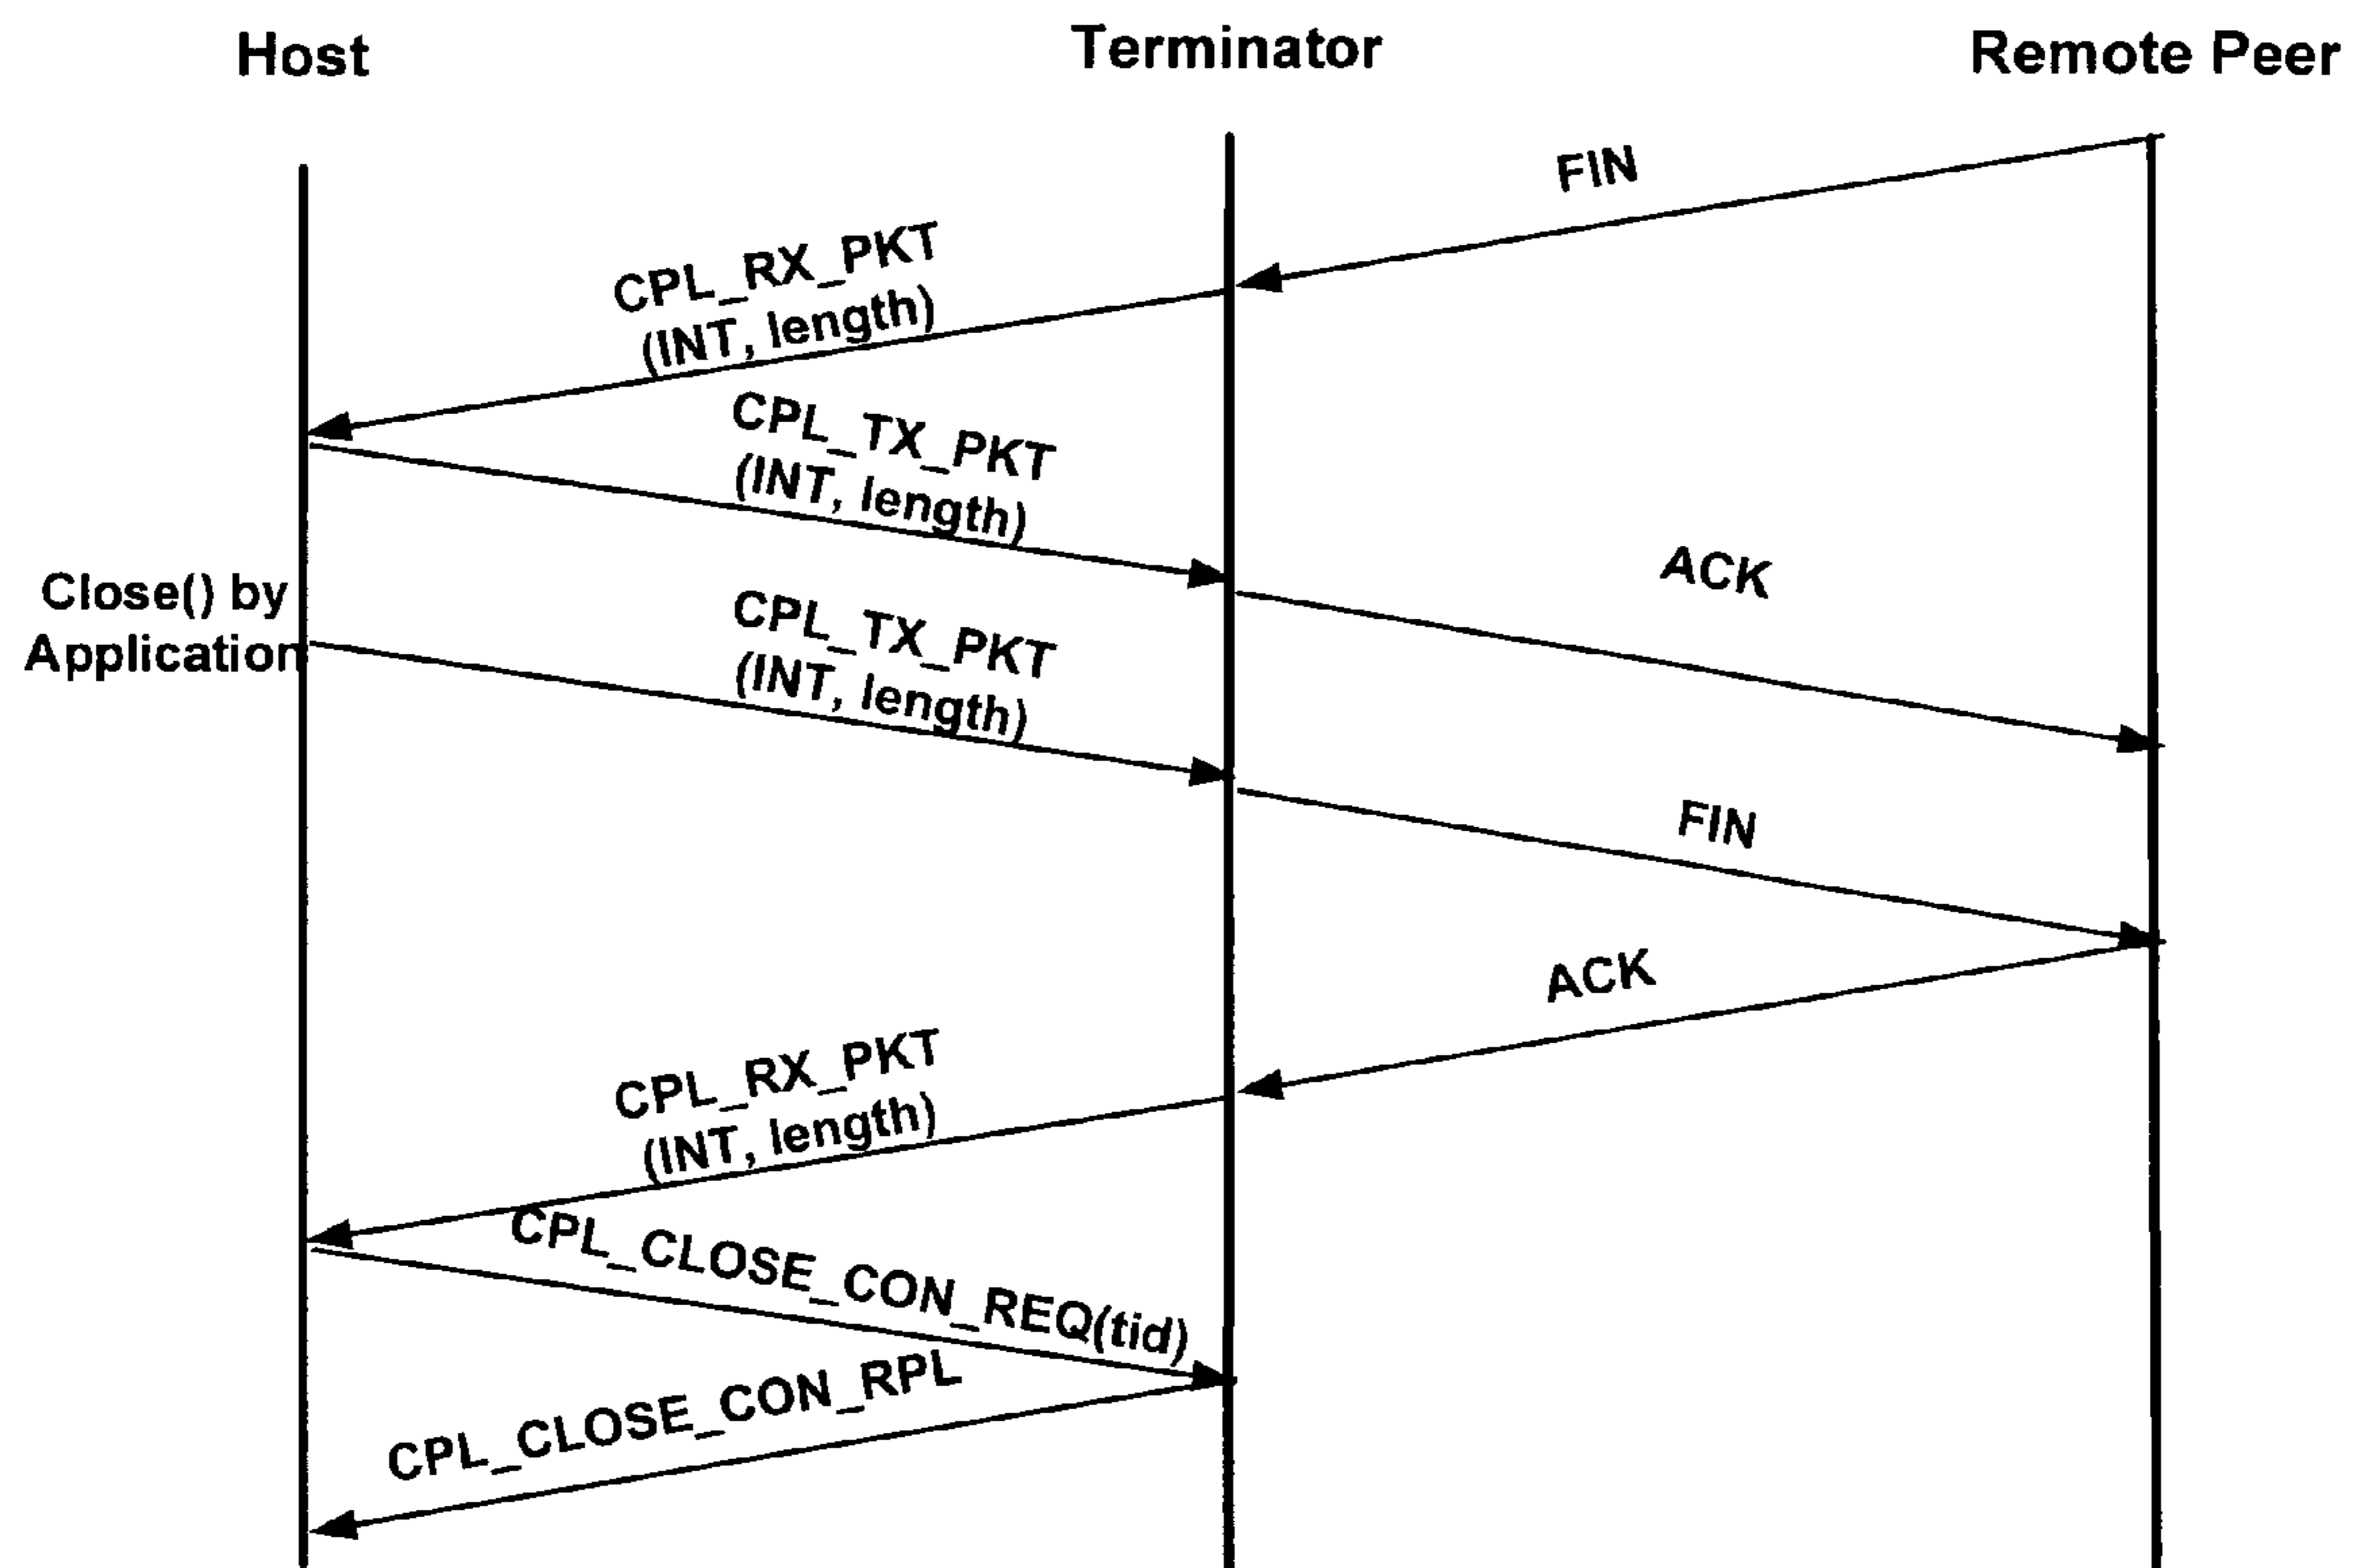 Host
Terminator
Remote Peer
FIN
CPL_RX_PKT
(INT, length)
CPL_TX_PKT
(INT, length)
ACK
Close() by
Application
CPL_TX_PKT
(INT, length)
FIN
ACK
CPL_RX_PKT
(INT, length)
CPL_CLOSE_CON_REQ(tid)
CPL_CLOSE_CON_RPL